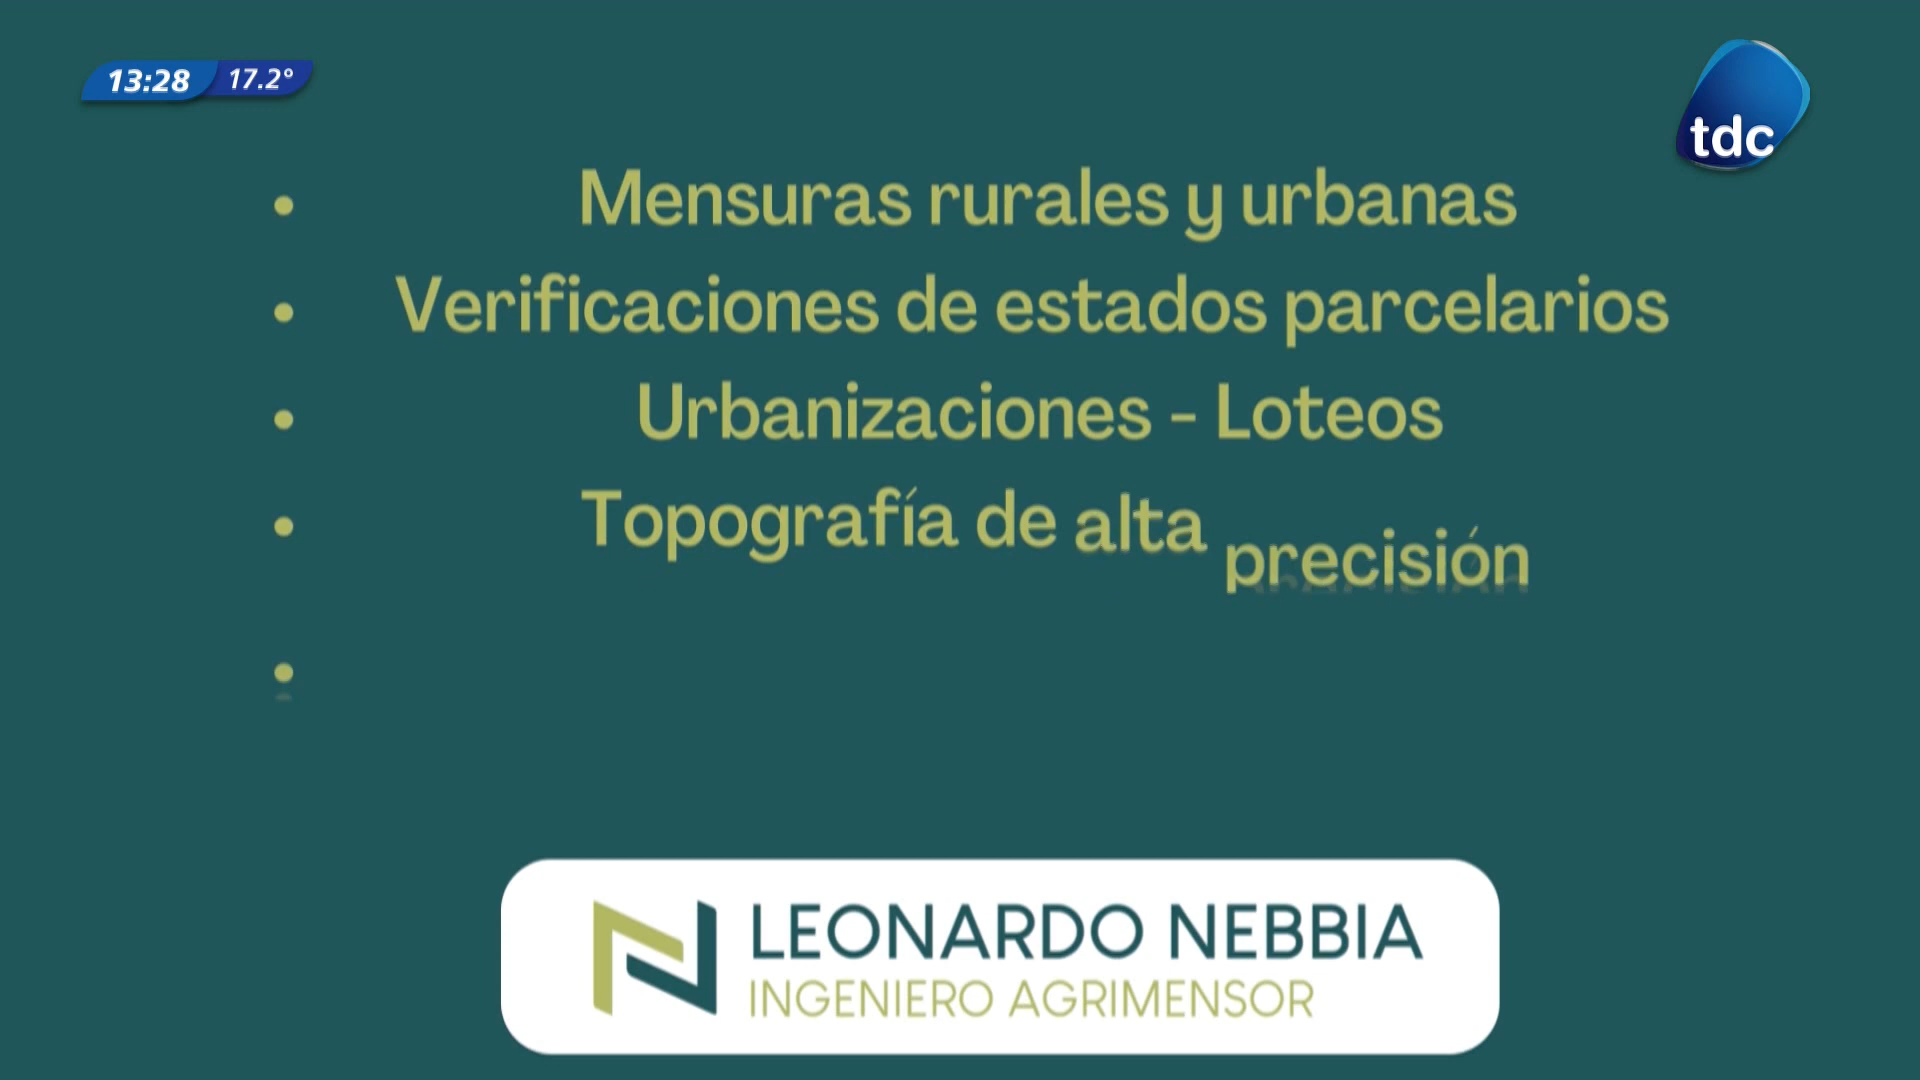 13:28 17.2°
tdc
• Mensuras rurales y urbanas
• Verificaciones de estados parcelarios
• Urbanizaciones - Loteos
• Topografía de alta precisión
•
LEONARDO NEBBIA
INGENIERO AGRIMENSOR